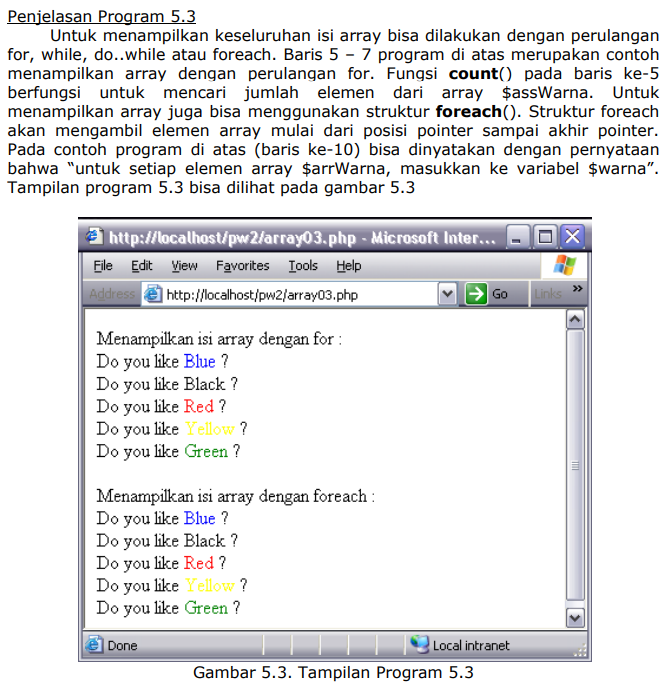 Penjelasan Program 5.3
Untuk menampilkan keseluruhan isi array bisa dilakukan dengan perulangan
for, while, do..while atau foreach. Baris 5 – 7 program di atas merupakan contoh
menampilkan array dengan perulangan for. Fungsi count() pada baris ke-5
berfungsi untuk mencari jumlah elemen dari array $assWarna. Untuk
menampilkan array juga bisa menggunakan struktur foreach(). Struktur foreach
akan mengambil elemen array mulai dari posisi pointer sampai akhir pointer.
Pada contoh program di atas (baris ke-10) bisa dinyatakan dengan pernyataan
bahwa “untuk setiap elemen array $arrWarna, masukkan ke variabel $warna”.
Tampilan program 5.3 bisa dilihat pada gambar 5.3
http://localhost/pw2/array03.php - Microsoft Inter...
File Edit View Favorites Tools Help
Address http://localhost/pw2/array03.php Go Links »
Menampilkan isi array dengan for :
Do you like Blue ?
Do you like Black ?
Do you like Red ?
Do you like Yellow ?
Do you like Green ?
Menampilkan isi array dengan foreach :
Do you like Blue ?
Do you like Black ?
Do you like Red ?
Do you like Yellow ?
Do you like Green ?
Done Local intranet
Gambar 5.3. Tampilan Program 5.3